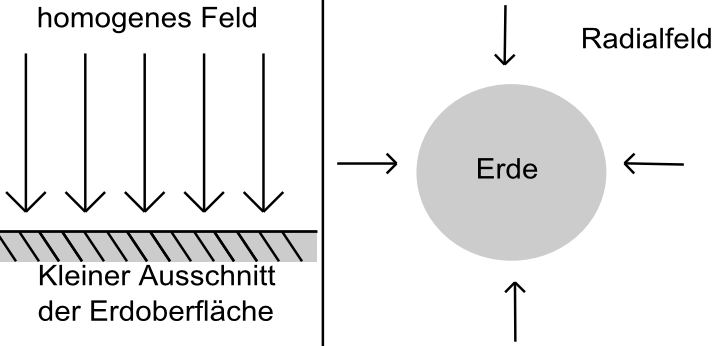 homogenes Feld
Kleiner Ausschnitt
der Erdoberfläche
Radialfeld
Erde